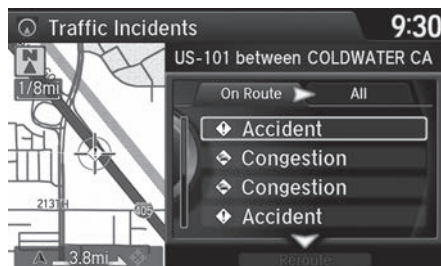 Traffic Incidents
9:30
US-101 between COLDWATER CA
N
1/8mi
On Route
All
Accident
Congestion
Congestion
Accident
213TH
405
3.8mi
Reroute